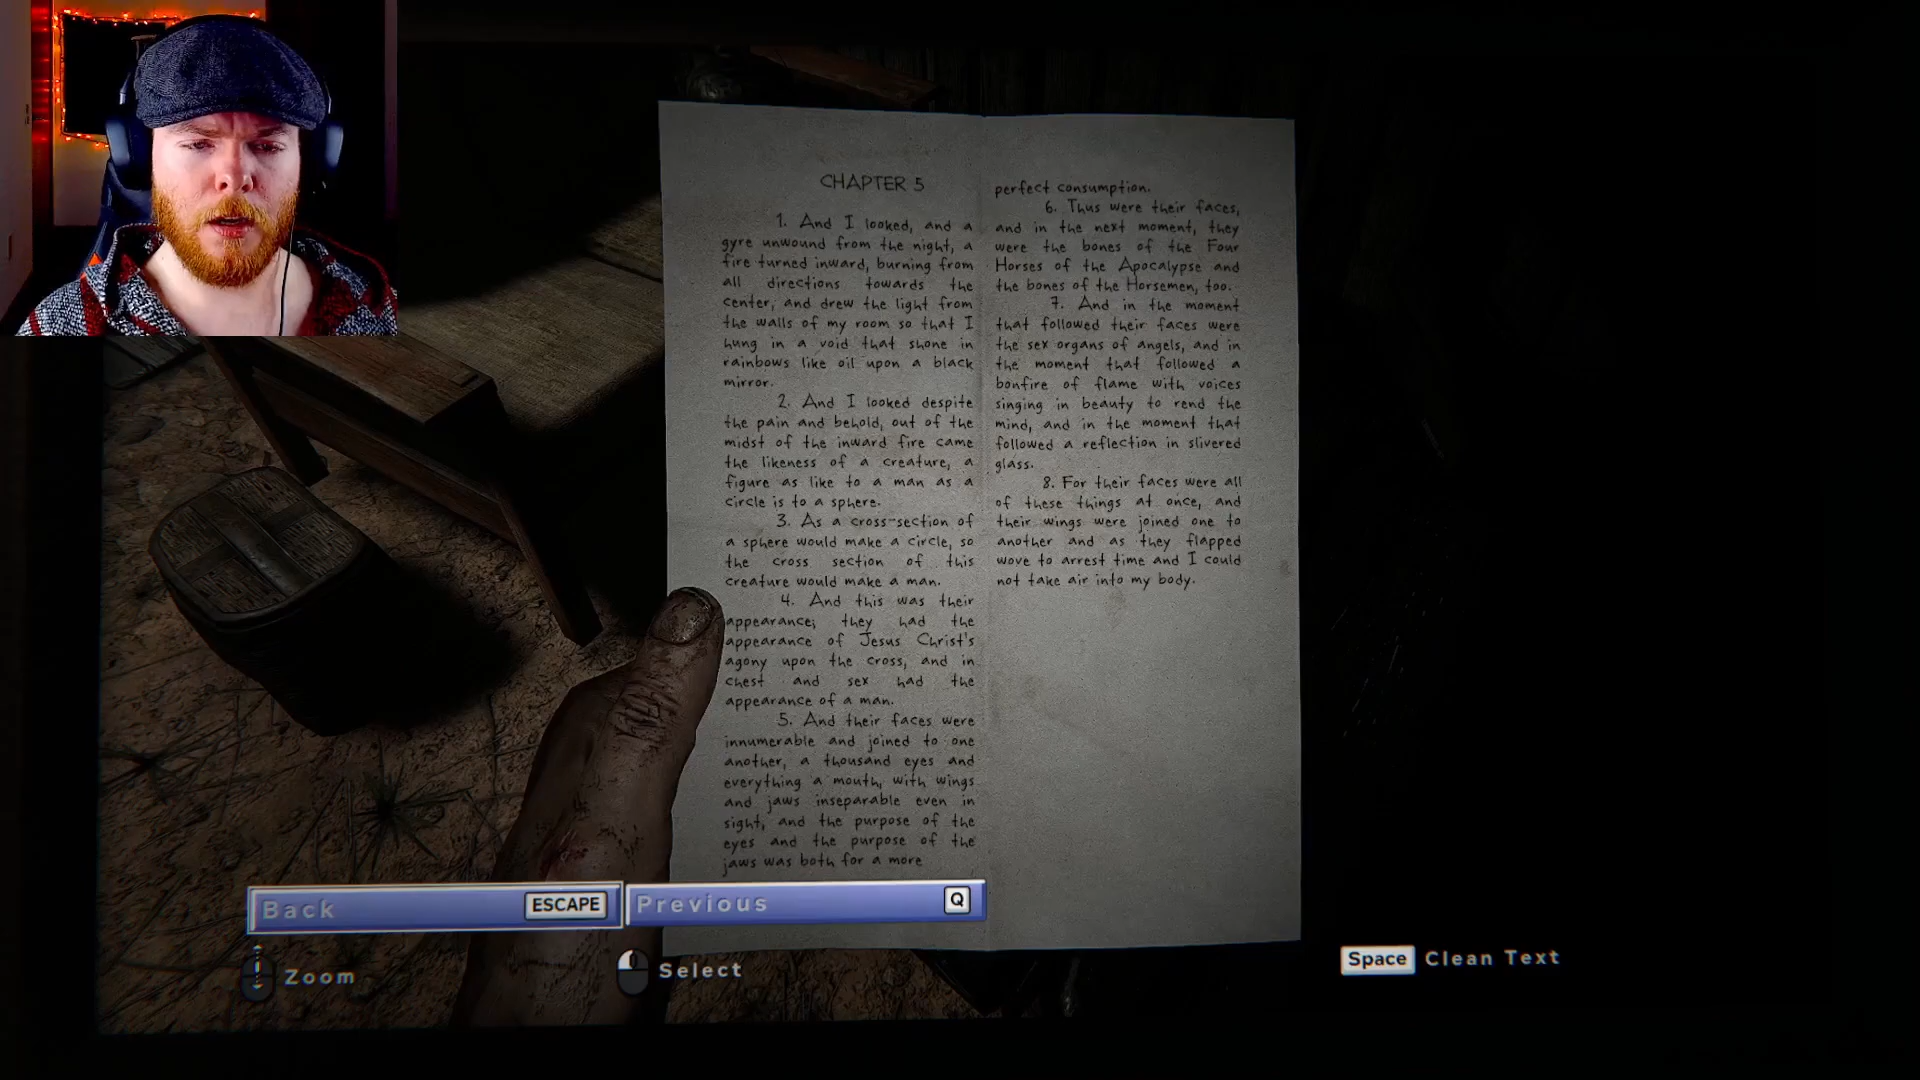 CHAPTER 5
1. And I looked, and a
gyre unwound from the night, a
fire turned inward, burning from
all directions towards the
center, and drew the light from
the walls of my room so that I
hung in a void that shone in
rainbows like oil upon a black
mirror.
2. And I looked despite
the pain and behold, out of the
midst of the inward fire came
the likeness of a creature, a
figure as like to a man as a
circle is to a sphere.
3. As a cross-section of
a sphere would make a circle, so
the cross section of this
creature would make a man.
4. And this was their
appearance; they had the
appearance of Jesus Christ's
agony upon the cross, and in
chest and sex had the
appearance of a man.
5. And their faces were
innumerable and joined to one
another, a thousand eyes and
everything a mouth, with wings
and jaws inseparable even in
sight, and the purpose of the
eyes and the purpose of the
jaws was both for a more
perfect consumption.
6. Thus were their faces,
and in the next moment, they
were the bones of the Four
Horses of the Apocalypse and
the bones of the Horsemen, too.
7. And in the moment
that followed their faces were
the sex organs of angels, and in
the moment that followed a
bonfire of flame with voices
singing in beauty to rend the
mind, and in the moment that
followed a reflection in slivered
glass.
8. For their faces were all
of these things at once, and
their wings were joined one to
another and as they flapped
wove to arrest time and I could
not take air into my body.
Back ESCAPE
Previous Q
Zoom
Select
Space Clean Text